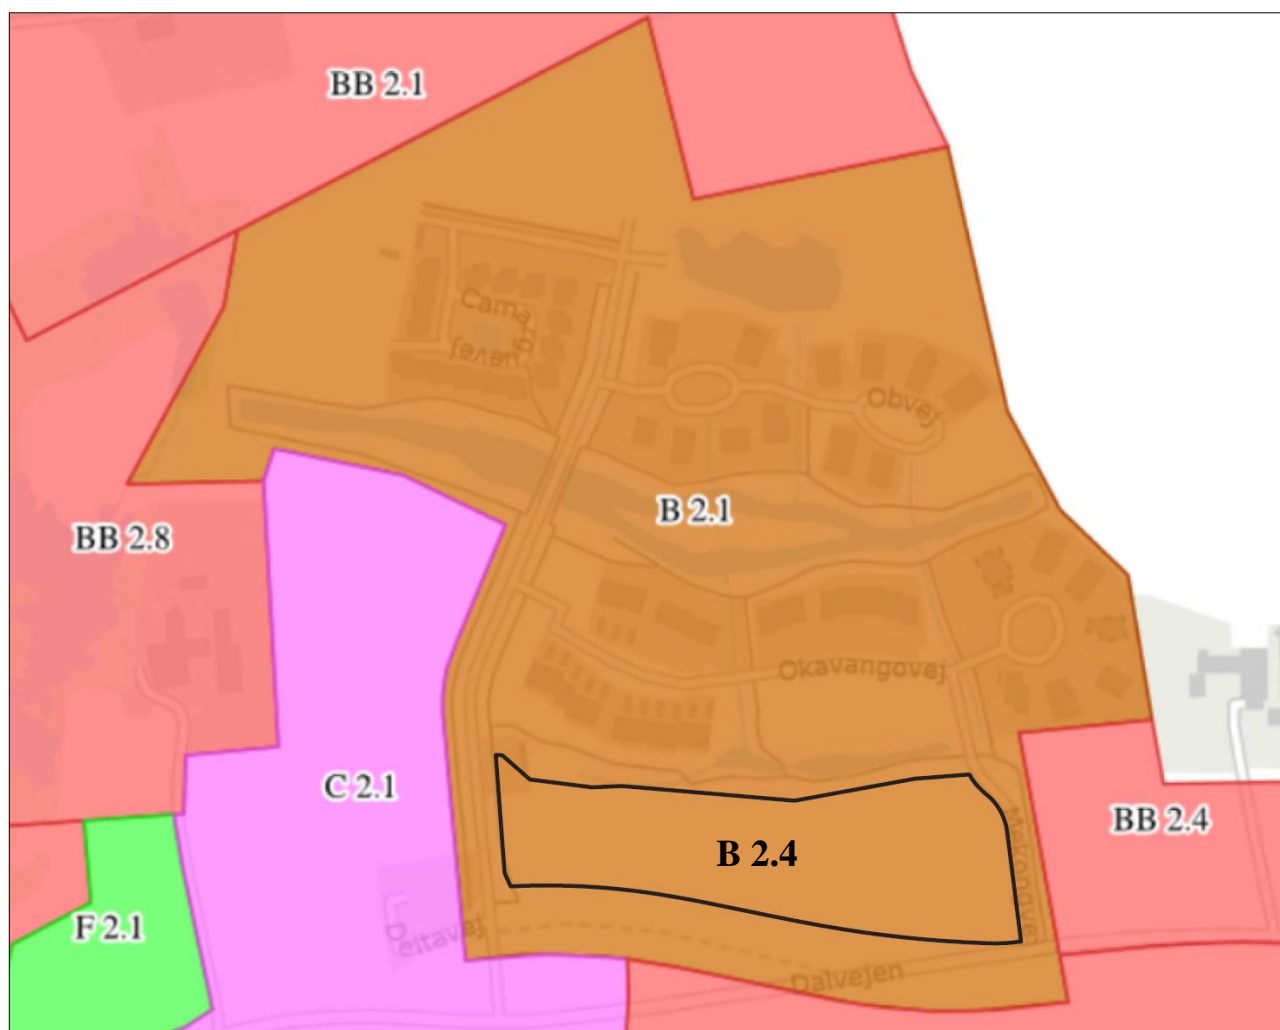 BB 2.1
Camarguevej
Obvej
B 2.1
BB 2.8
Okavangovej
C 2.1
BB 2.4
B 2.4
F 2.1
Deltavej
Dalvejen